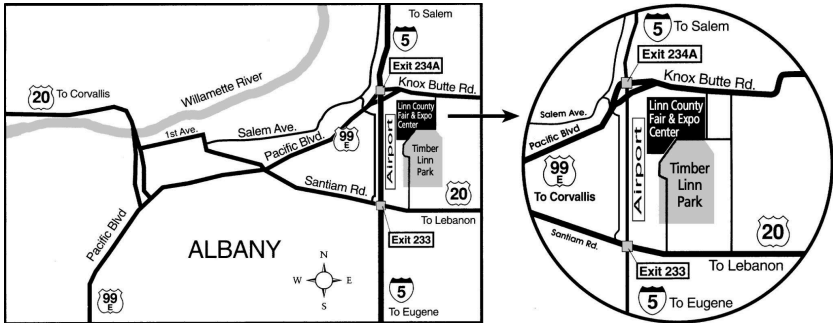 To Salem
5
Exit 234A
Knox Butte Rd.
20
To Corvallis
Willamette River
1st Ave.
Salem Ave.
Pacific Blvd.
99
E
Linn County
Fair & Expo
Center
Airport
Timber
Linn
Park
Santiam Rd.
20
To Lebanon
Exit 233
Pacific Blvd
ALBANY
N
W
E
S
99
E
5
To Eugene
5
To Salem
Exit 234A
Knox Butte Rd.
Salem Ave.
Pacific Blvd
Linn County
Fair & Expo
Center
99
E
To Corvallis
Airport
Timber
Linn
Park
Santiam Rd.
20
Exit 233
To Lebanon
5
To Eugene